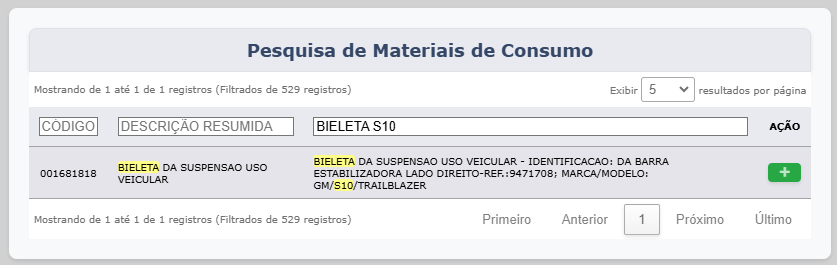 Pesquisa de Materiais de Consumo
Mostrando de 1 até 1 de 1 registros (Filtrados de 529 registros)
Exibir 5 resultados por página
CÓDIGO DESCRIÇÃO RESUMIDA BIELETA S10 AÇÃO
001681818
BIELETA DA SUSPENSAO USO
VEICULAR
BIELETA DA SUSPENSAO USO VEICULAR - IDENTIFICACAO: DA BARRA
ESTABILIZADORA LADO DIREITO-REF.:9471708; MARCA/MODELO:
GM/S10/TRAILBLAZER
+
Mostrando de 1 até 1 de 1 registros (Filtrados de 529 registros)
Primeiro Anterior 1 Próximo Último